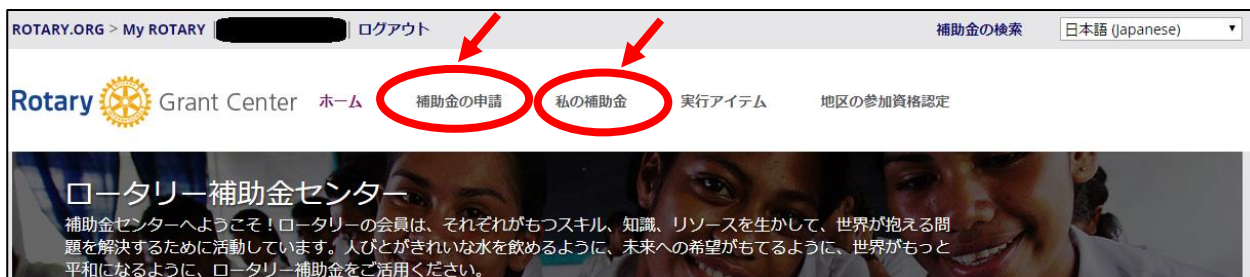 ROTARY.ORG > My ROTARY | | ログアウト 補助金の検索 日本語 (Japanese)
Rotary Grant Center ホーム 補助金の申請 私の補助金 実行アイテム 地区の参加資格認定
ロータリー補助金センター
補助金センターへようこそ！ロータリーの会員は、それぞれがもつスキル、知識、リソースを生かして、世界が抱える問
題を解決するために活動しています。人びとがきれいな水を飲めるように、未来への希望がもてるように、世界がもっと
平和になるように、ロータリー補助金をご活用ください。